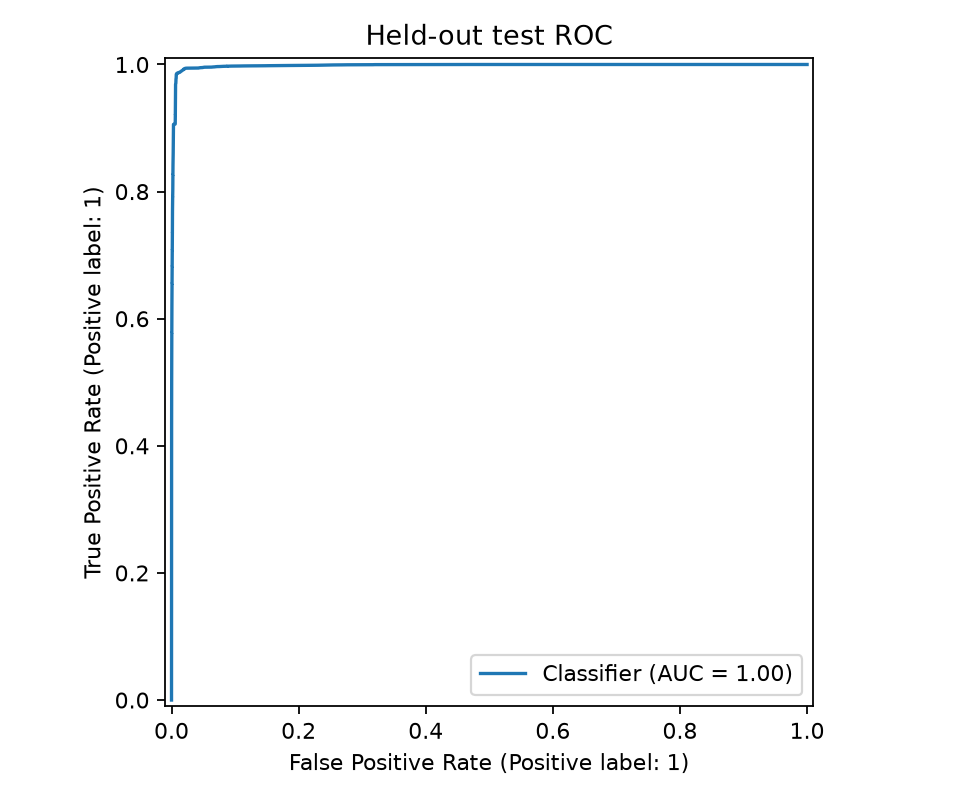 Held-out test ROC
True Positive Rate (Positive label: 1)
1.0
0.8
0.6
0.4
0.2
0.0
Classifier (AUC = 1.00)
0.0 0.2 0.4 0.6 0.8 1.0
False Positive Rate (Positive label: 1)